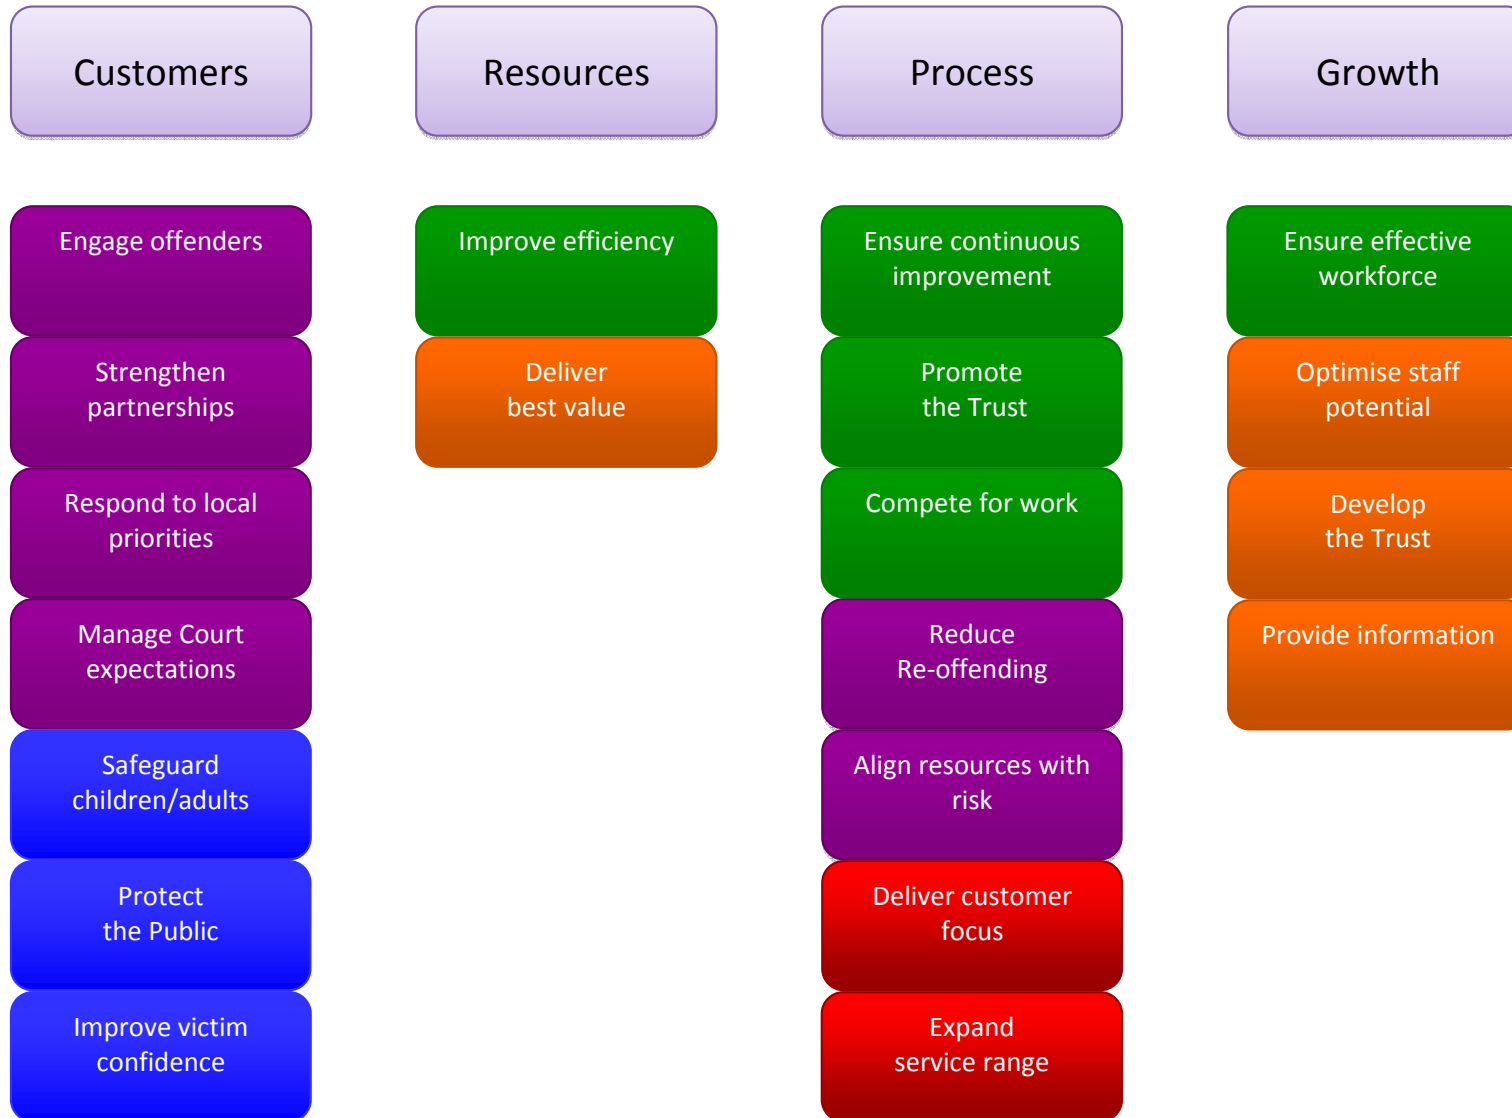 Customers
Resources
Process
Growth
Engage offenders
Strengthen
partnerships
Respond to local
priorities
Manage Court
expectations
Safeguard
children/adults
Protect
the Public
Improve victim
confidence
Improve efficiency
Deliver
best value
Ensure continuous
improvement
Promote
the Trust
Compete for work
Reduce
Re-offending
Align resources with
risk
Deliver customer
focus
Expand
service range
Ensure effective
workforce
Optimise staff
potential
Develop
the Trust
Provide information